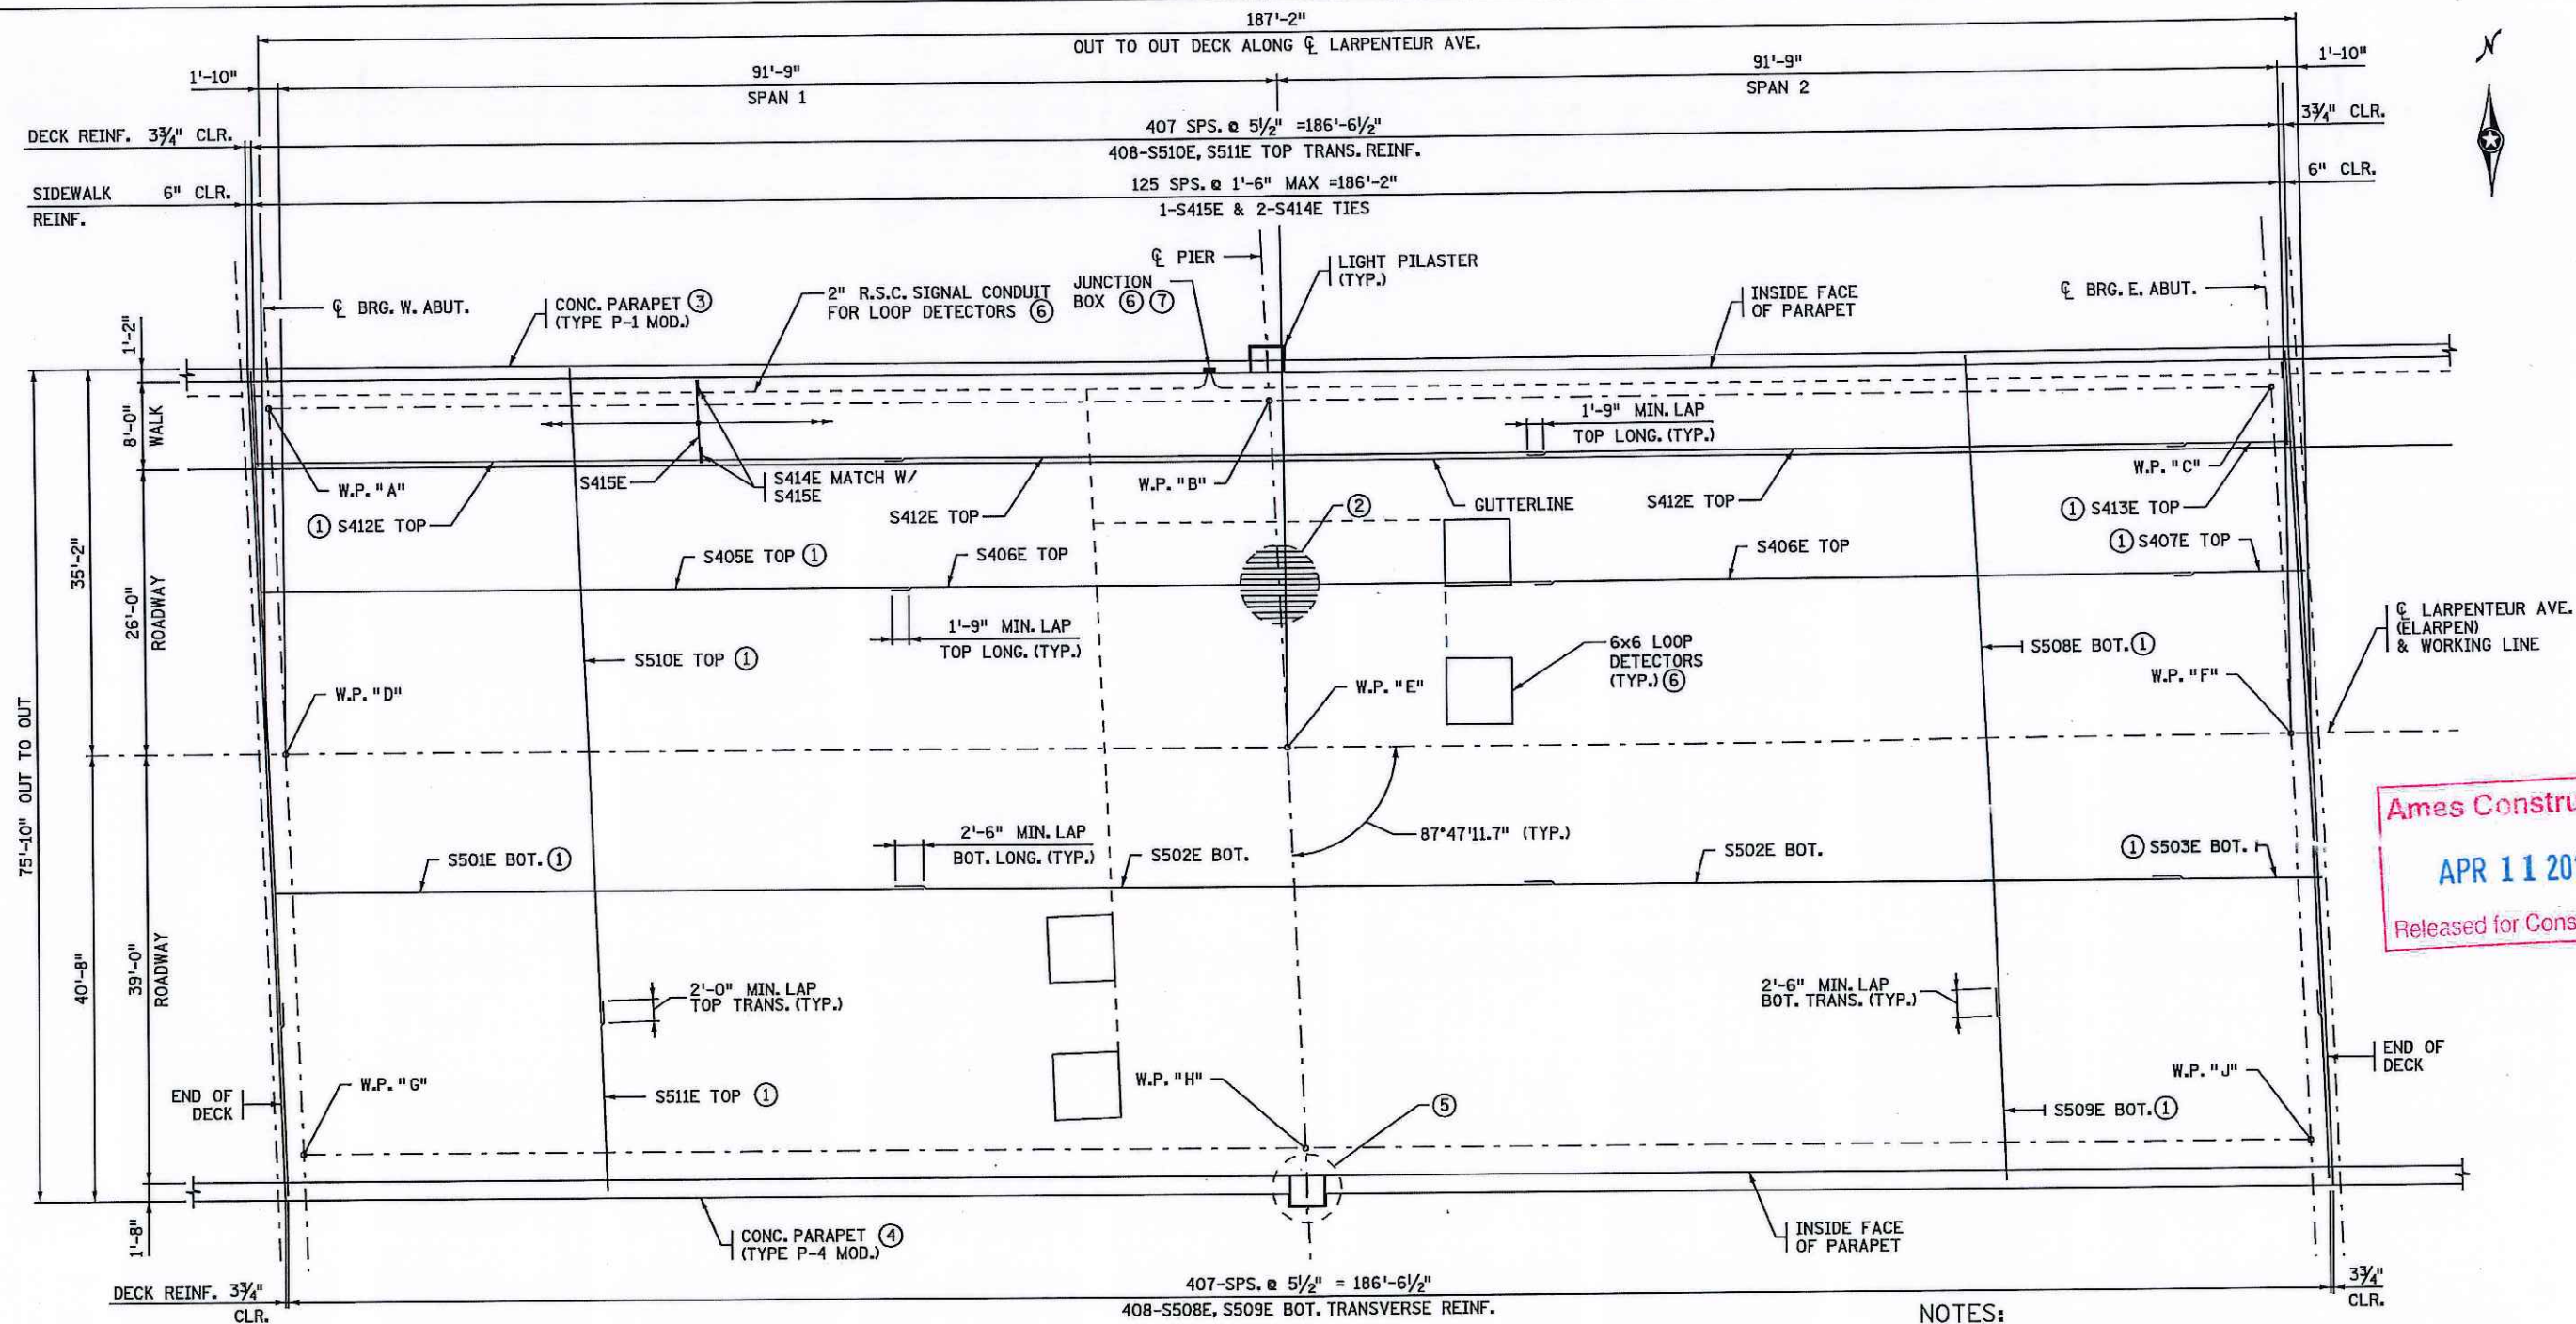 187'-2"
OUT TO OUT DECK ALONG ℄ LARPENTEUR AVE.
1'-10"
91'-9"
SPAN 1
91'-9"
SPAN 2
1'-10"
N
DECK REINF. 3¾" CLR.
407 SPS. @ 5½" =186'-6½"
408-S510E, S511E TOP TRANS. REINF.
3¾" CLR.
SIDEWALK 6" CLR.
REINF.
125 SPS. @ 1'-6" MAX =186'-2"
1-S415E & 2-S414E TIES
6" CLR.
℄ BRG. W. ABUT.
CONC. PARAPET ③
(TYPE P-1 MOD.)
2" R.S.C. SIGNAL CONDUIT
FOR LOOP DETECTORS ⑥
JUNCTION
BOX ⑥ ⑦
℄ PIER
LIGHT PILASTER
(TYP.)
INSIDE FACE
OF PARAPET
℄ BRG. E. ABUT.
1'-2"
8'-0"
WALK
W.P. "A"
① S412E TOP
S415E
S414E MATCH W/
S415E
S412E TOP
W.P. "B"
1'-9" MIN. LAP
TOP LONG. (TYP.)
GUTTERLINE
S412E TOP
W.P. "C"
① S413E TOP
②
35'-2"
26'-0"
ROADWAY
S405E TOP ①
S406E TOP
S406E TOP
① S407E TOP
1'-9" MIN. LAP
TOP LONG. (TYP.)
S510E TOP ①
6x6 LOOP
DETECTORS
(TYP.) ⑥
S508E BOT. ①
℄ LARPENTEUR AVE.
(ELARPEN)
& WORKING LINE
W.P. "D"
W.P. "E"
W.P. "F"
75'-10" OUT TO OUT
87°47'11.7" (TYP.)
2'-6" MIN. LAP
BOT. LONG. (TYP.)
S501E BOT. ①
S502E BOT.
S502E BOT.
① S503E BOT.
Ames Constru
APR 11 20
Released for Cons
40'-8"
39'-0"
ROADWAY
2'-0" MIN. LAP
TOP TRANS. (TYP.)
2'-6" MIN. LAP
BOT. TRANS. (TYP.)
END OF
DECK
W.P. "G"
S511E TOP ①
W.P. "H"
⑤
S509E BOT. ①
W.P. "J"
END OF
DECK
1'-8"
CONC. PARAPET ④
(TYPE P-4 MOD.)
INSIDE FACE
OF PARAPET
DECK REINF. 3¾"
CLR.
407-SPS. @ 5½" = 186'-6½"
408-S508E, S509E BOT. TRANSVERSE REINF.
3¾"
CLR.
NOTES: